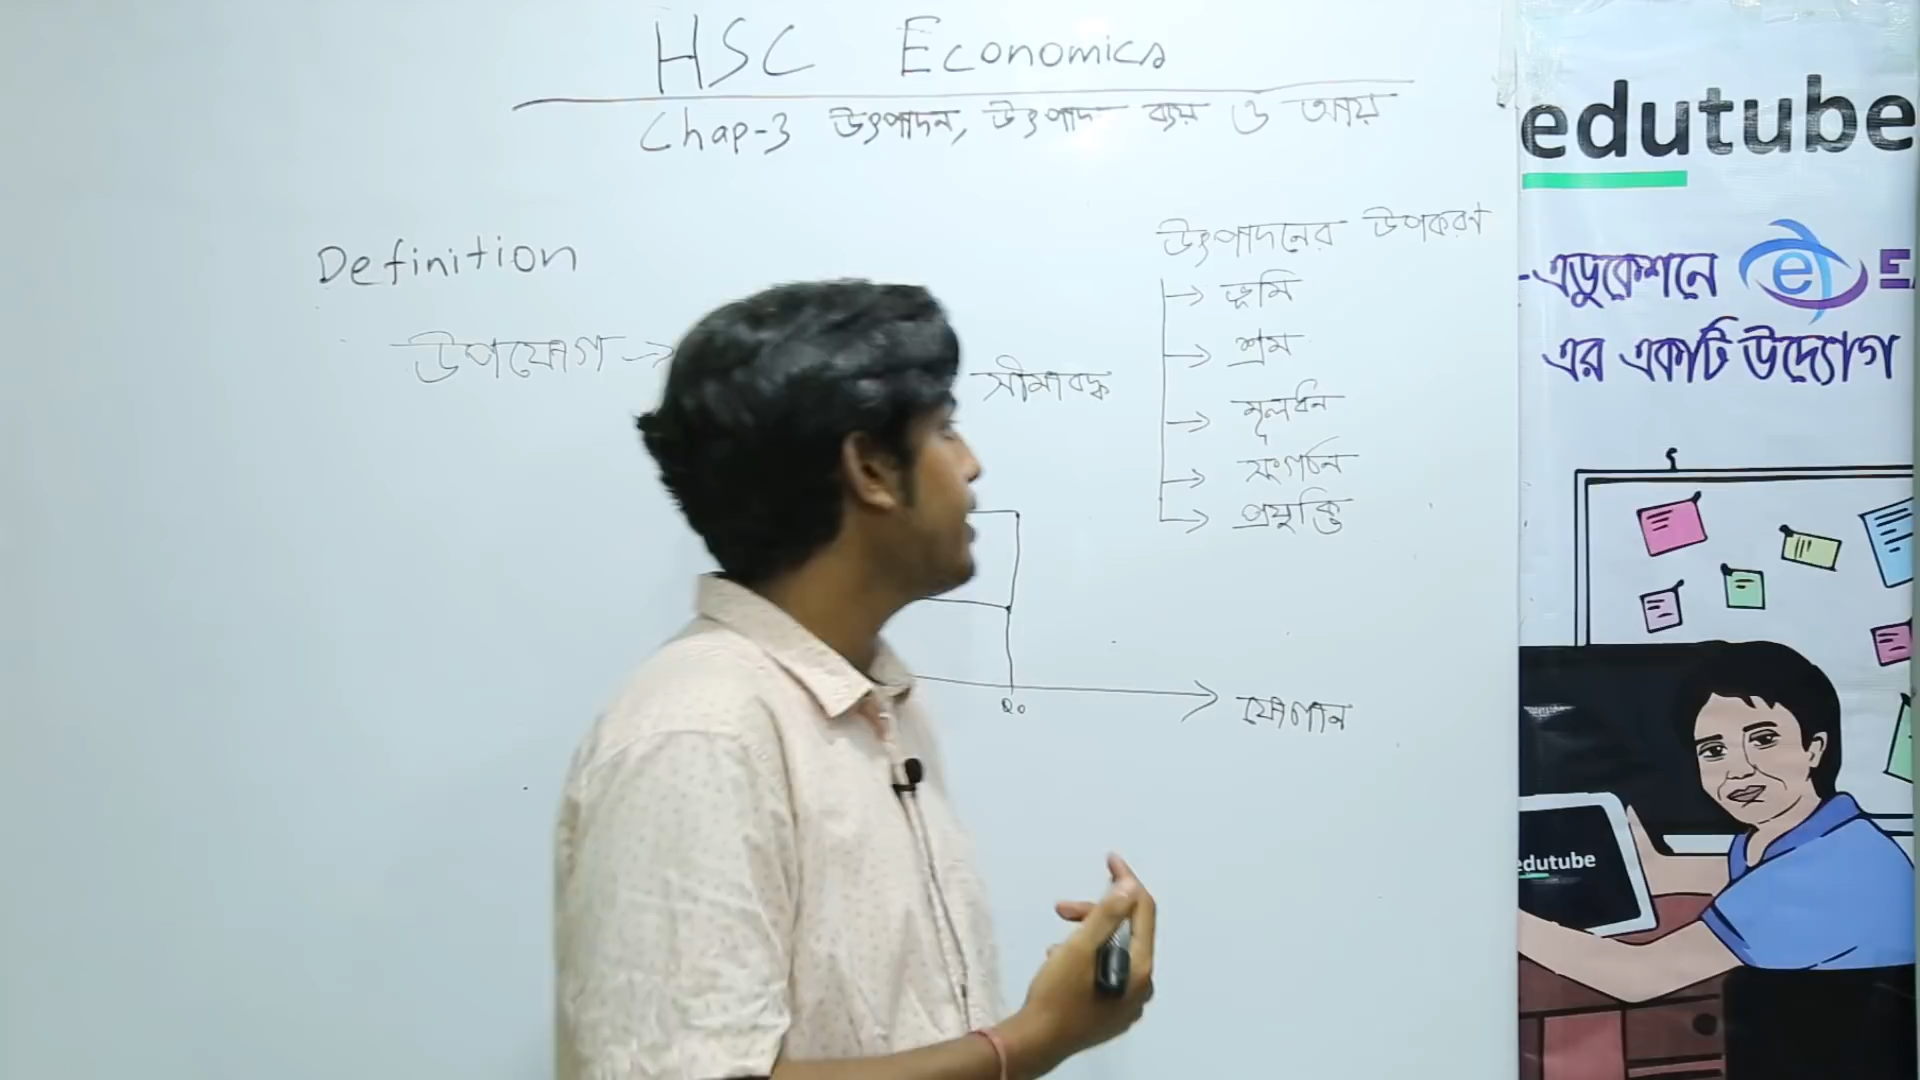 HSC Economics
Chap-3 উৎপাদন, উৎপাদ ব্যয় ও আয়
Definition
উপযোগ →
সীমাবদ্ধ
উৎপাদনের উপকরণ
→ ভূমি
→ শ্রম
→ মূলধন
→ সংগঠন
→ প্রযুক্তি
Q₀
যোগান
edutube
-এডুকেশনে
এর একটি উদ্যোগ
edutube